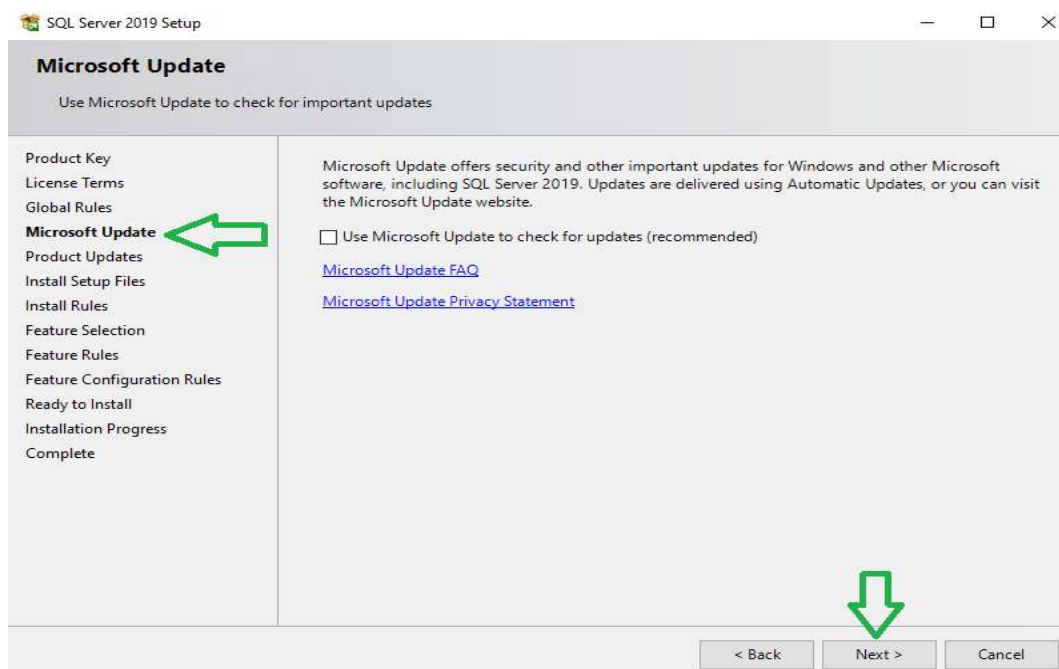 SQL Server 2019 Setup
Microsoft Update
Use Microsoft Update to check for important updates
Product Key
License Terms
Global Rules
Microsoft Update
Product Updates
Install Setup Files
Install Rules
Feature Selection
Feature Rules
Feature Configuration Rules
Ready to Install
Installation Progress
Complete
Microsoft Update offers security and other important updates for Windows and other Microsoft
software, including SQL Server 2019. Updates are delivered using Automatic Updates, or you can visit
the Microsoft Update website.
Use Microsoft Update to check for updates (recommended)
Microsoft Update FAQ
Microsoft Update Privacy Statement
< Back Next > Cancel